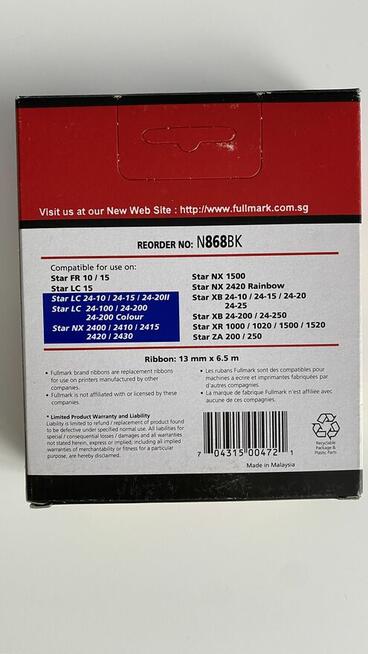 Visit us at our New Web Site : http://www.fullmark.com.sg
REORDER NO: N868BK
Compatible for use on:
Star FR 10 / 15
Star LC 15
Star LC 24-10 / 24-15 / 24-20II
Star LC 24-100 / 24-200
24-200 Colour
Star NX 2400 / 2410 / 2415
2420 / 2430
Star NX 1500
Star NX 2420 Rainbow
Star XB 24-10 / 24-15 / 24-20
24-25
Star XB 24-200 / 24-250
Star XR 1000 / 1020 / 1500 / 1520
Star ZA 200 / 250
Ribbon: 13 mm x 6.5 m
• Fullmark brand ribbons are replacement ribbons
for use on printers manufactured by other
companies.
• Fullmark is not affiliated with or licensed by these
companies.
• Les rubans Fullmark sont des compatibles pour
machines a ecrire et imprimantes fabriquées par
d'autres compagnies.
• La marque de fabrique Fullmark n'est affiliée avec
aucune de ces compagnies.
* Limited Product Warranty and Liability
Liability is limited to refund / replacement of product found
to be defective under specified normal use. All liabilities for
special / consequential losses / damages and all warranties
not stated herein, express or implied, including all implied
warranties of merchantability or fitness for a particular
purpose, are hereby disclaimed.
7 04315 00472 1
Made in Malaysia
Recyclable
Package &
Plastic Parts